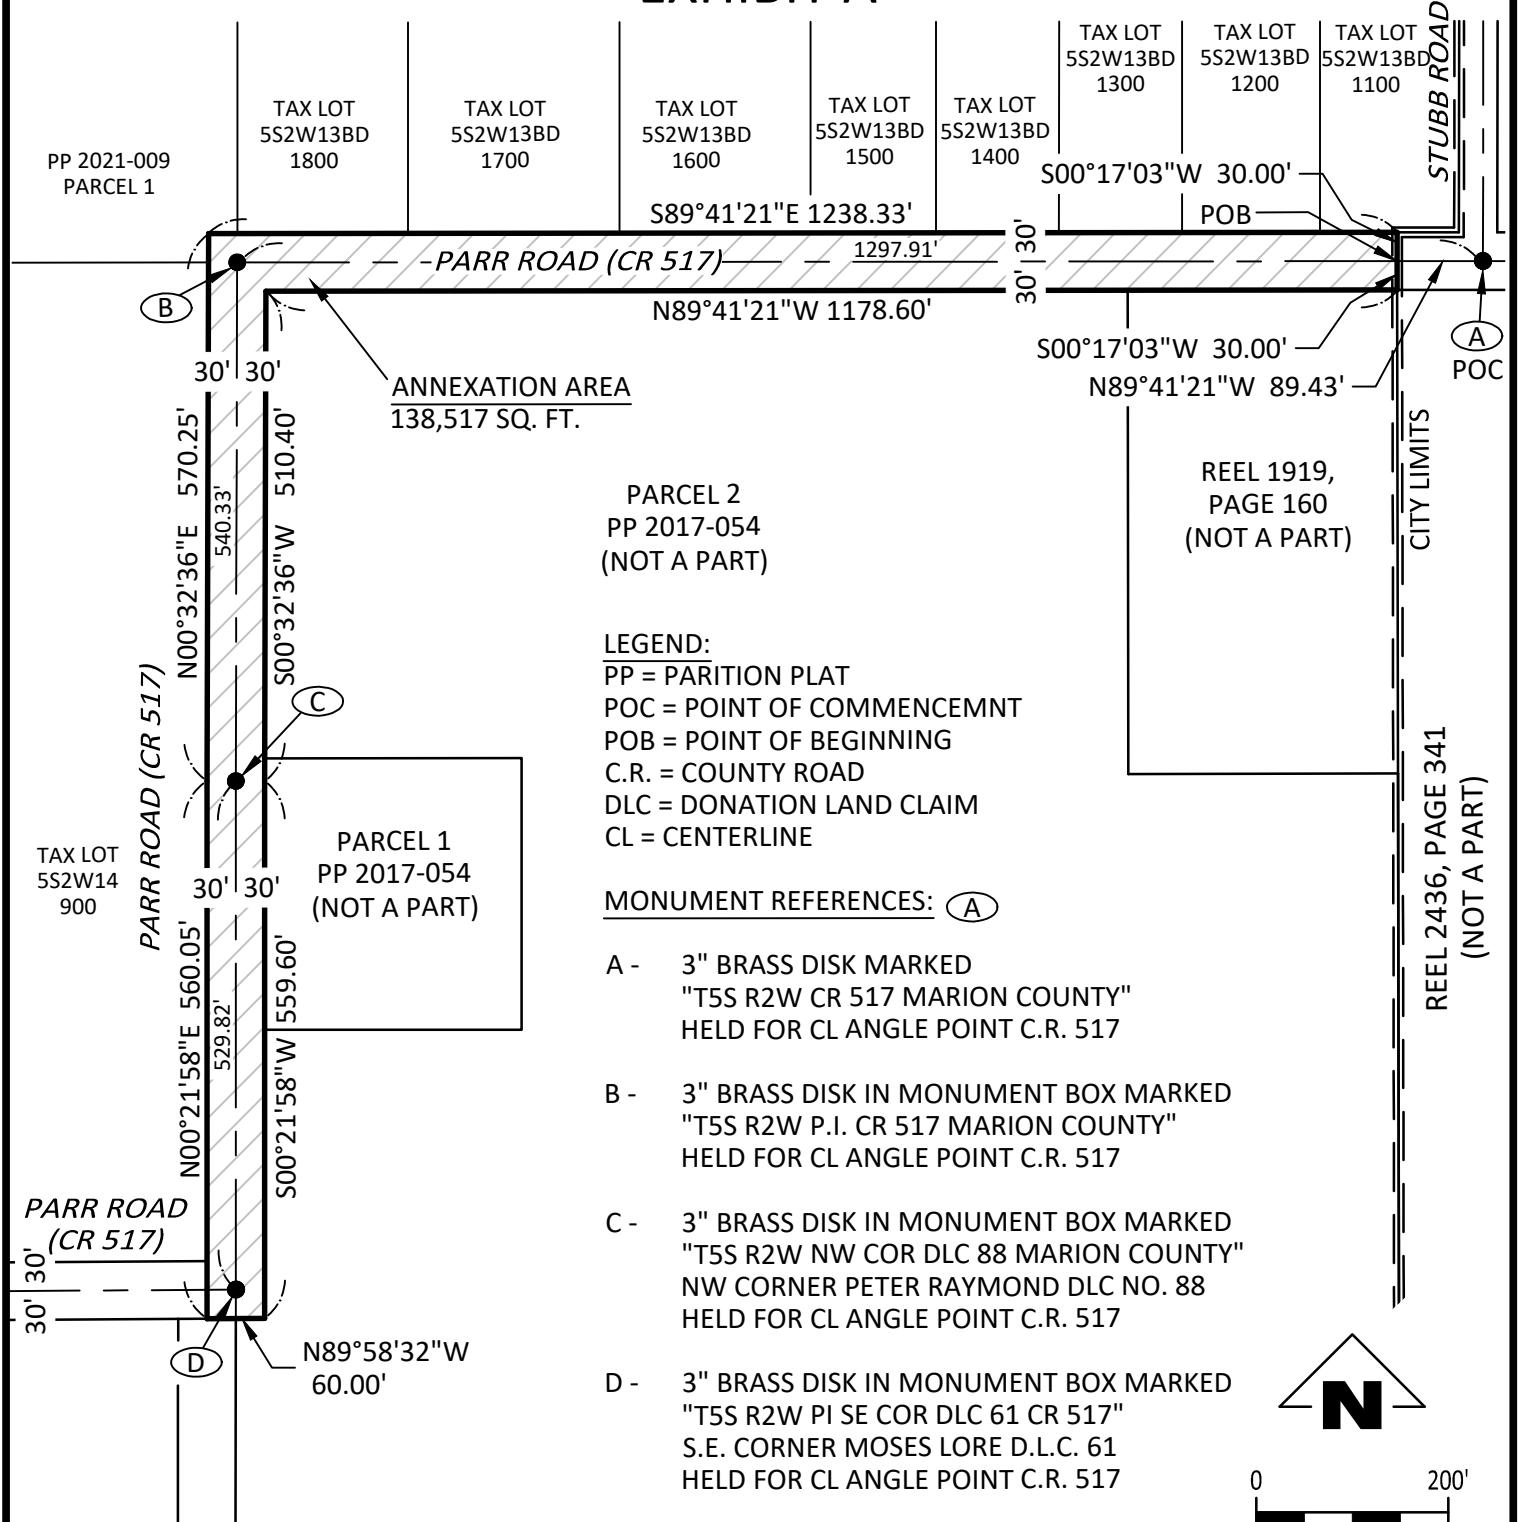 EXHIBIT A
TAX LOT
5S2W13BD
1300
TAX LOT
5S2W13BD
1200
TAX LOT
5S2W13BD
1100
STUBB ROAD
PP 2021-009
PARCEL 1
TAX LOT
5S2W13BD
1800
TAX LOT
5S2W13BD
1700
TAX LOT
5S2W13BD
1600
TAX LOT
5S2W13BD
1500
TAX LOT
5S2W13BD
1400
S00°17'03"W 30.00'
POB
S89°41'21"E 1238.33'
PARR ROAD (CR 517)
1297.91'
30'
30'
N89°41'21"W 1178.60'
B
A
POC
S00°17'03"W 30.00'
N89°41'21"W 89.43'
30' 30'
ANNEXATION AREA
138,517 SQ. FT.
N00°32'36"E 570.25'
540.33'
S00°32'36"W 510.40'
PARCEL 2
PP 2017-054
(NOT A PART)
REEL 1919,
PAGE 160
(NOT A PART)
CITY LIMITS
LEGEND:
PP = PARITION PLAT
POC = POINT OF COMMENCEMNT
POB = POINT OF BEGINNING
C.R. = COUNTY ROAD
DLC = DONATION LAND CLAIM
CL = CENTERLINE
C
PARR ROAD (CR 517)
REEL 2436, PAGE 341
(NOT A PART)
TAX LOT
5S2W14
900
30' 30'
PARCEL 1
PP 2017-054
(NOT A PART)
N00°21'58"E 560.05'
529.82'
S00°21'58"W 559.60'
MONUMENT REFERENCES: A
A - 3" BRASS DISK MARKED
"T5S R2W CR 517 MARION COUNTY"
HELD FOR CL ANGLE POINT C.R. 517
B - 3" BRASS DISK IN MONUMENT BOX MARKED
"T5S R2W P.I. CR 517 MARION COUNTY"
HELD FOR CL ANGLE POINT C.R. 517
C - 3" BRASS DISK IN MONUMENT BOX MARKED
"T5S R2W NW COR DLC 88 MARION COUNTY"
NW CORNER PETER RAYMOND DLC NO. 88
HELD FOR CL ANGLE POINT C.R. 517
D - 3" BRASS DISK IN MONUMENT BOX MARKED
"T5S R2W PI SE COR DLC 61 CR 517"
S.E. CORNER MOSES LORE D.L.C. 61
HELD FOR CL ANGLE POINT C.R. 517
PARR ROAD
(CR 517)
30'
30'
D
N89°58'32"W
60.00'
N
0 200'